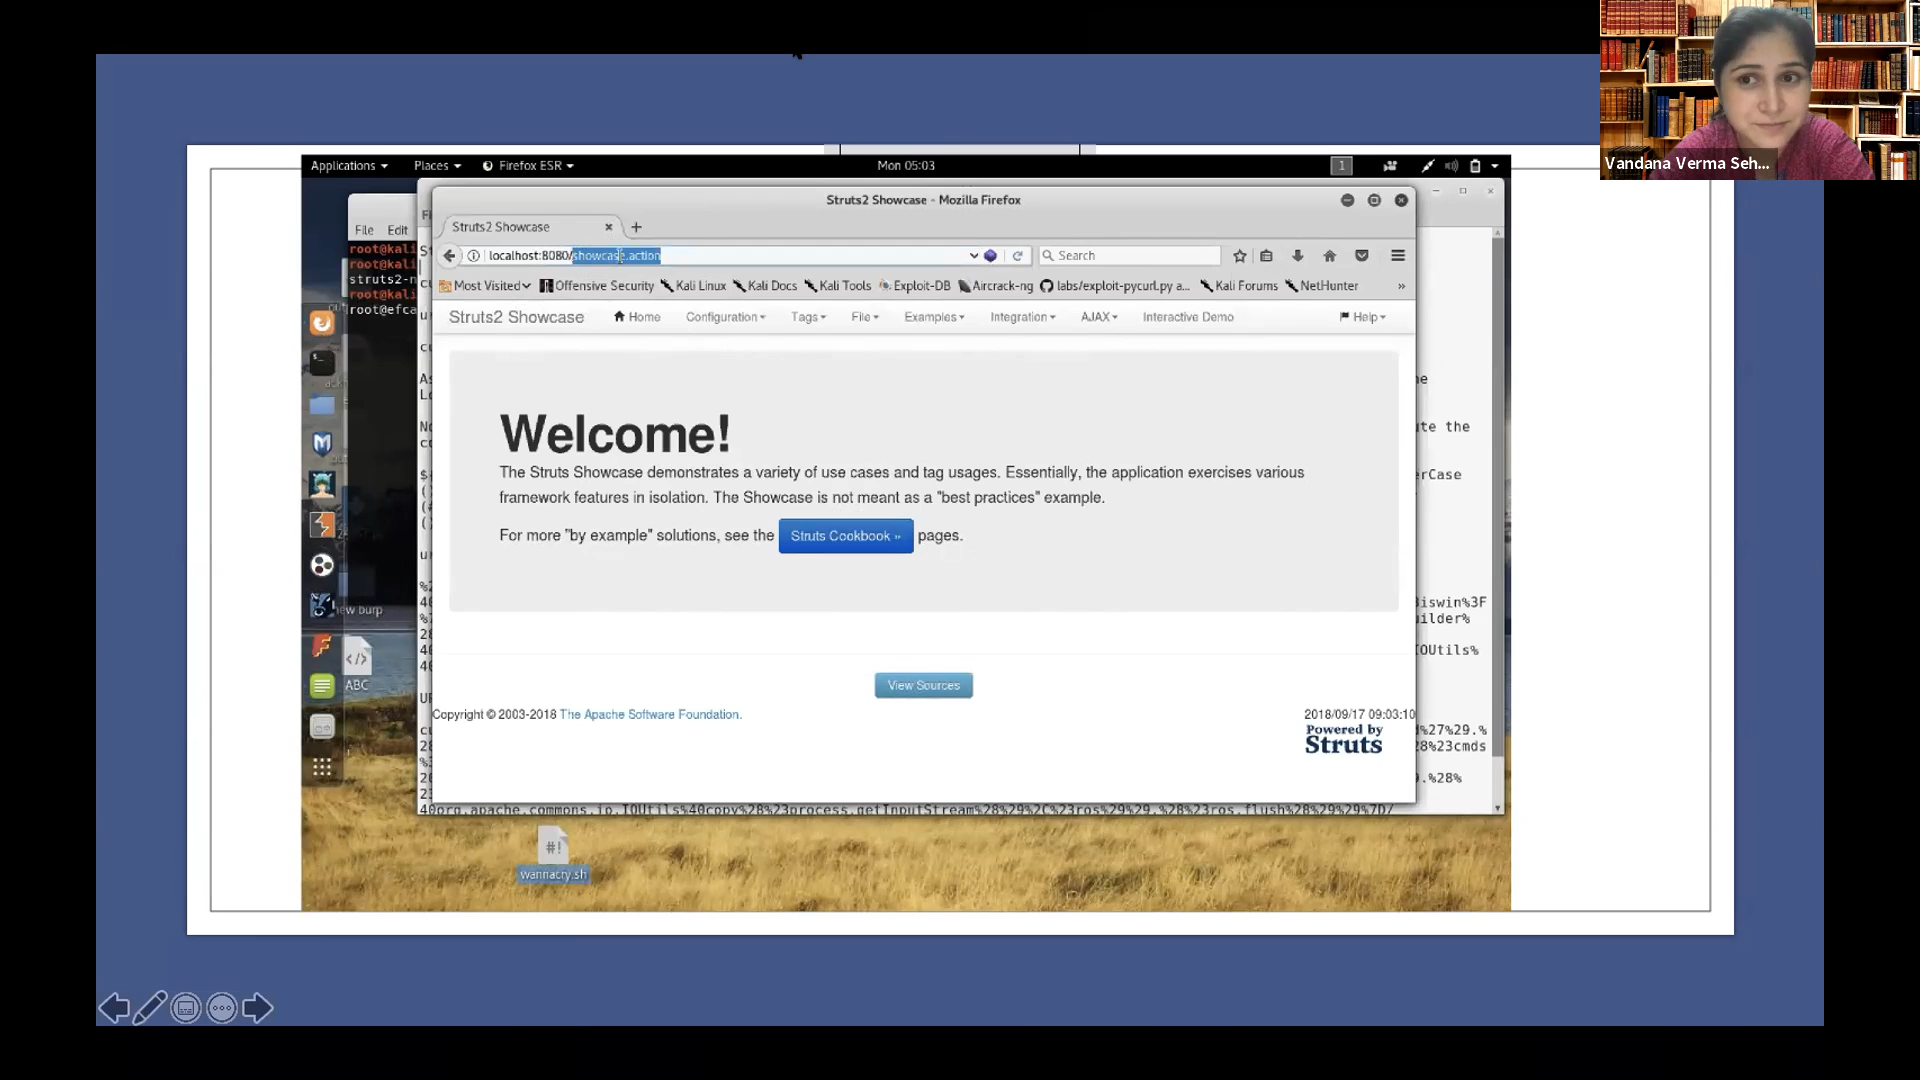 Vandana Verma Seh...
Applications
Places
Firefox ESR
Mon 05:03
1
Struts2 Showcase - Mozilla Firefox
File Edit
Struts2 Showcase
localhost:8080/showcase.action
Search
Most Visited
Offensive Security
Kali Linux
Kali Docs
Kali Tools
Exploit-DB
Aircrack-ng
labs/exploit-pycurl.py a...
Kali Forums
NetHunter
»
root@kali
root@kali
struts2-n
root@kali
root@efca
Struts2 Showcase
Home
Configuration
Tags
File
Examples
Integration
AJAX
Interactive Demo
Help
Welcome!
The Struts Showcase demonstrates a variety of use cases and tag usages. Essentially, the application exercises various
framework features in isolation. The Showcase is not meant as a "best practices" example.
For more "by example" solutions, see the Struts Cookbook » pages.
ute the
erCase
iswin%3F
uilder%
IOUtils%
new burp
</>
ABC
View Sources
Copyright © 2003-2018 The Apache Software Foundation.
2018/09/17 09:03:10
Powered by
Struts
d%27%29.%
28%23cmds
.%28%
40org.apache.commons.io.IOUtils%40copy%28%23process.getInputStream%28%29%2C%23ros%29%29.%28%23ros.flush%28%29%29%7D/
#!
wannacry.sh